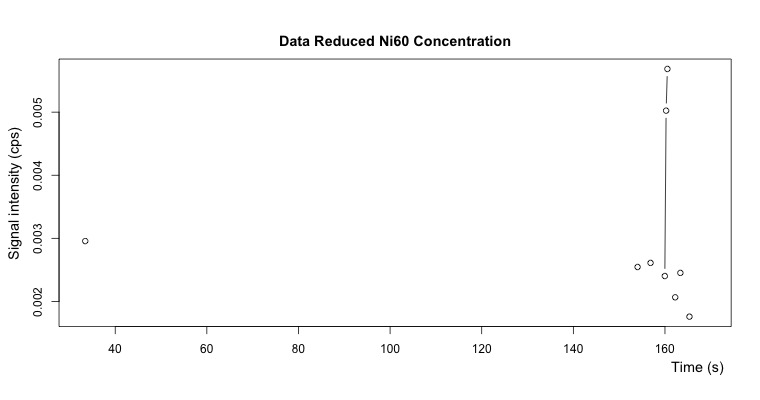 Data Reduced Ni60 Concentration
Signal intensity (cps)
0.005
0.004
0.003
0.002
40 60 80 100 120 140 160
Time (s)